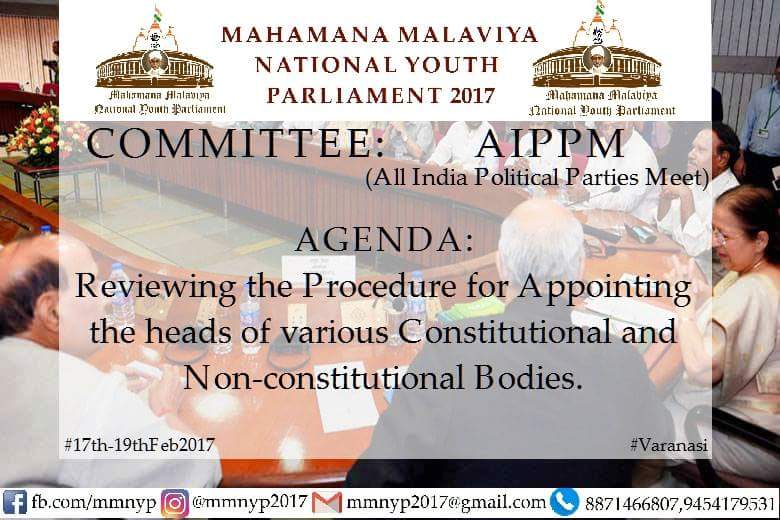 MAHAMANA MALAVIYA
NATIONAL YOUTH
PARLIAMENT 2017
Mahamana Malaviya
National Youth Parliament
Mahamana Malaviya
National Youth Parliament
COMMITTEE: AIPPM
(All India Political Parties Meet)
AGENDA:
Reviewing the Procedure for Appointing
the heads of various Constitutional and
Non-constitutional Bodies.
#17th-19thFeb2017 #Varanasi
fb.com/mmnyp @mmnyp2017 mmnyp2017@gmail.com 8871466807,9454179531